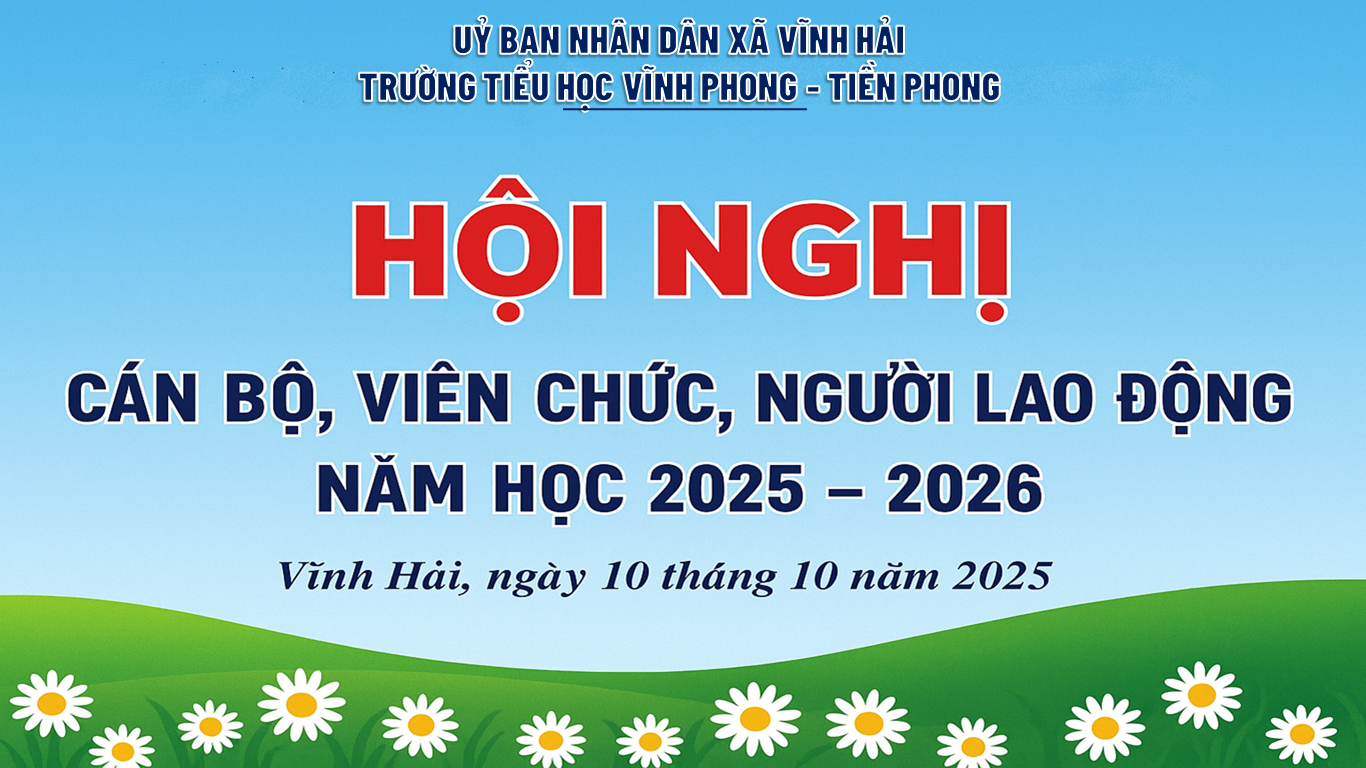 UỶ BAN NHÂN DÂN XÃ VĨNH HẢI
TRƯỜNG TIỂU HỌC VĨNH PHONG - TIỀN PHONG
HỘI NGHỊ
CÁN BỘ, VIÊN CHỨC, NGƯỜI LAO ĐỘNG
NĂM HỌC 2025 – 2026
Vĩnh Hải, ngày 10 tháng 10 năm 2025